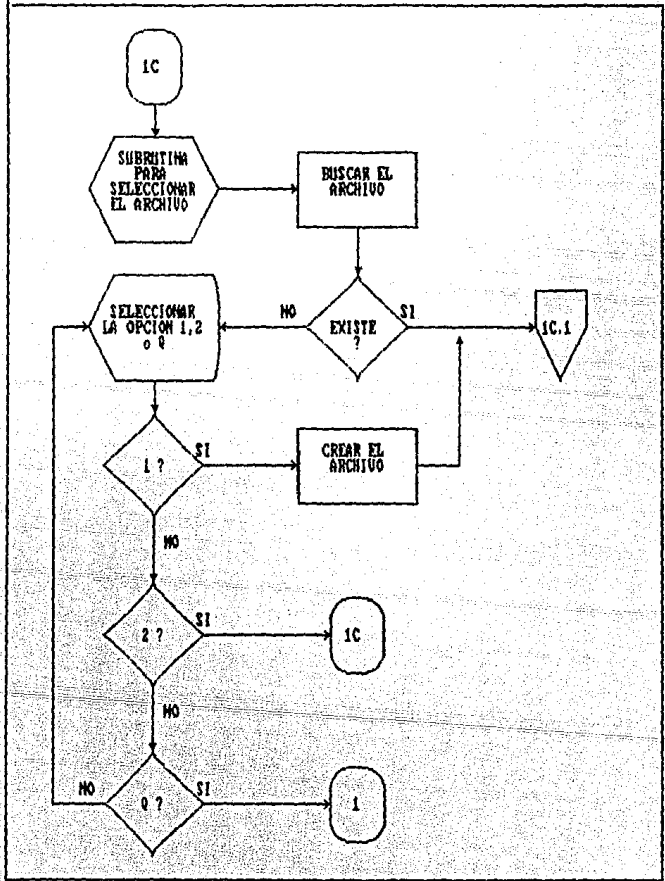 1C
SUBRUTINA
PARA
SELECCIONAR
EL ARCHIVO
BUSCAR EL
ARCHIVO
SELECCIONAR
LA OPCION 1,2
o Q
NO
EXISTE
?
SI
1C.1
1 ?
SI
CREAR EL
ARCHIVO
NO
2 ?
SI
1C
NO
NO
Q ?
SI
1